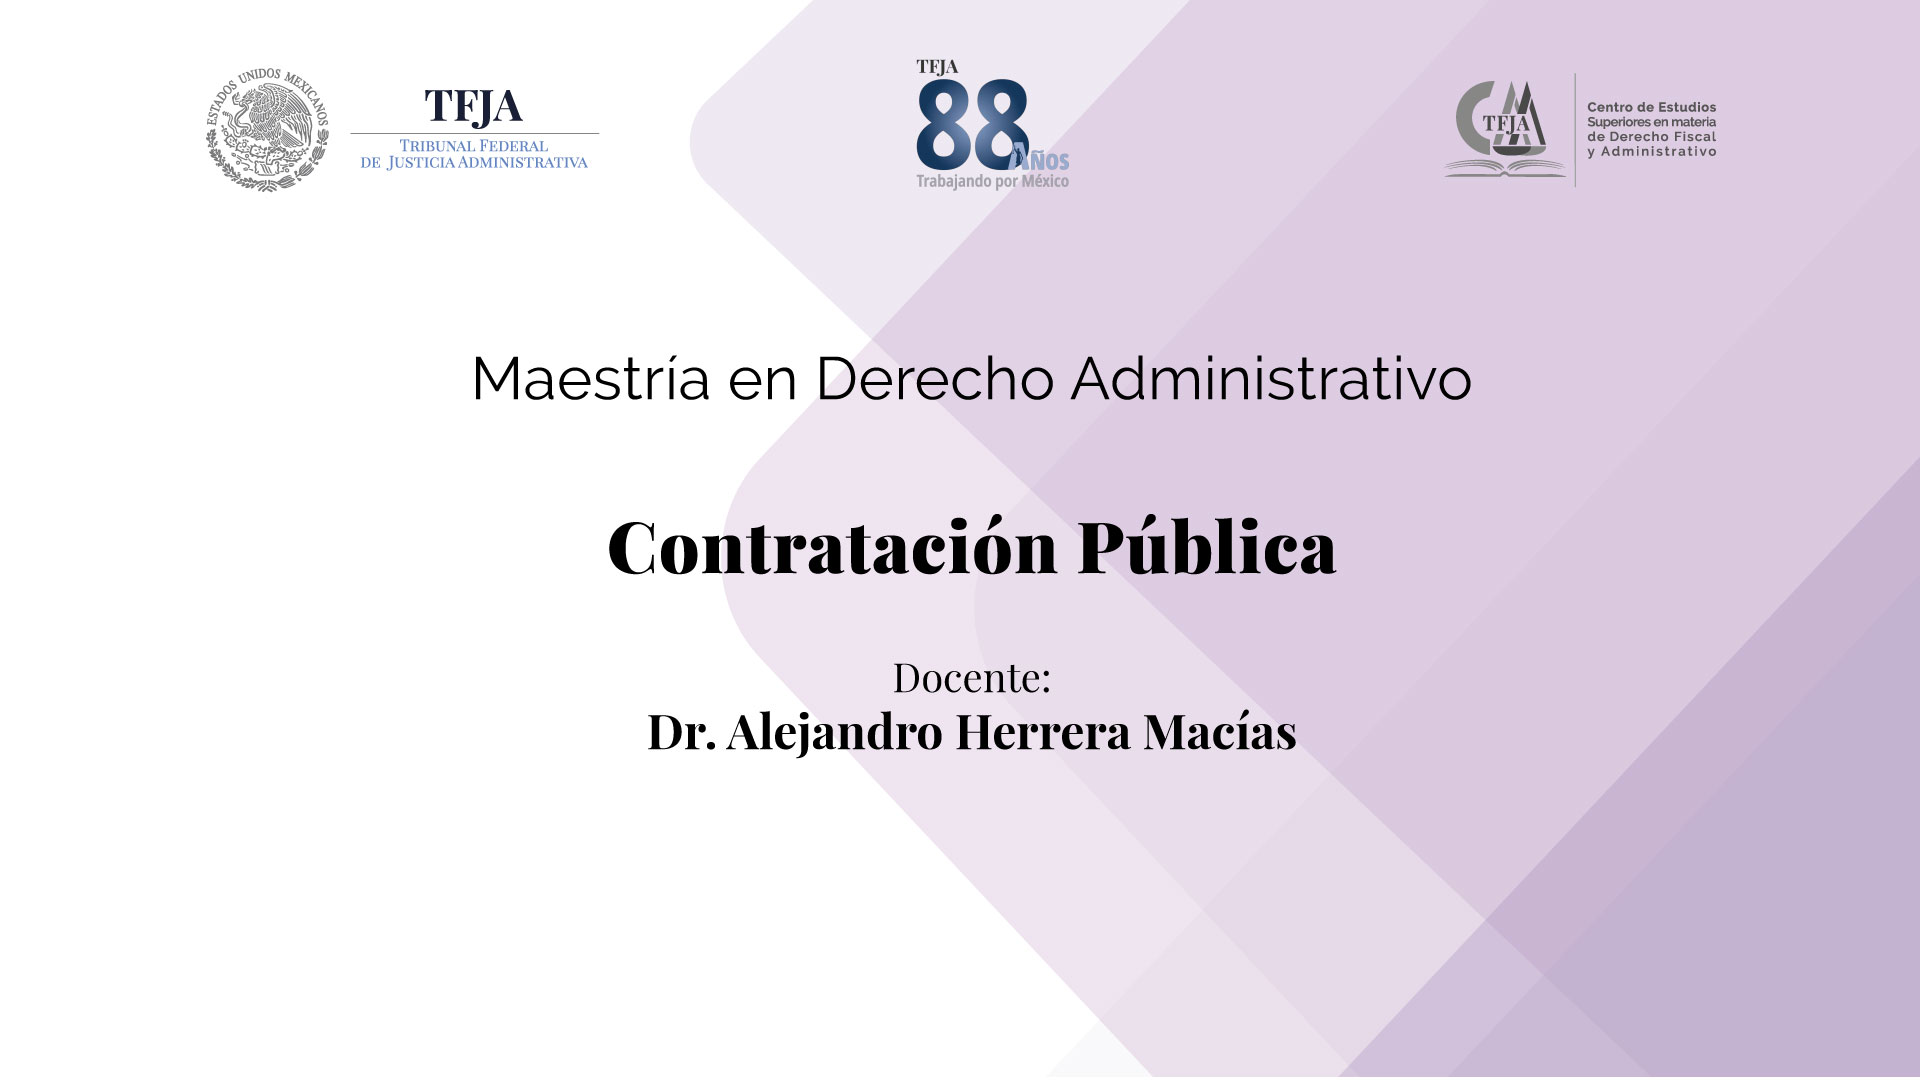 ESTADOS UNIDOS MEXICANOS
TFJA
TRIBUNAL FEDERAL
DE JUSTICIA ADMINISTRATIVA
TFJA
88
AÑOS
Trabajando por México
TFJA
Centro de Estudios
Superiores en materia
de Derecho Fiscal
y Administrativo
Maestría en Derecho Administrativo
Contratación Pública
Docente:
Dr. Alejandro Herrera Macías